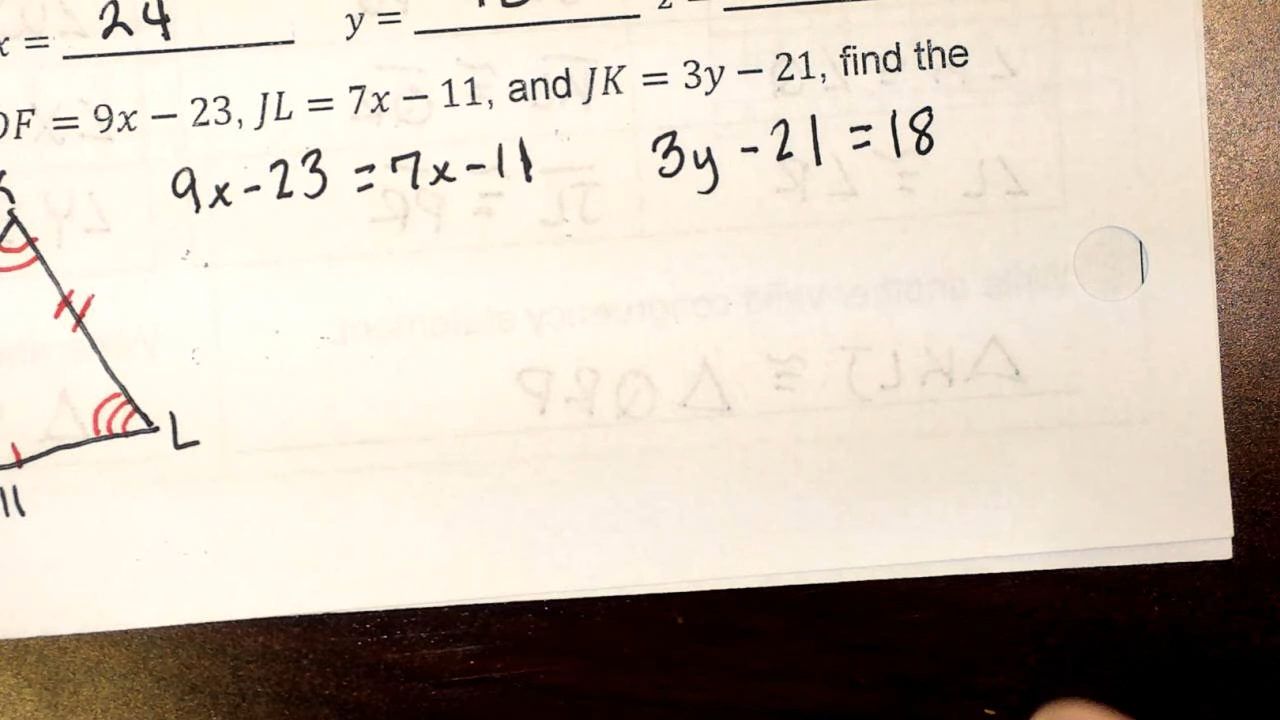 x = 24 y = z =
DF = 9x − 23, JL = 7x − 11, and JK = 3y − 21, find the
9x-23 = 7x-11 3y -21 = 18
L
11